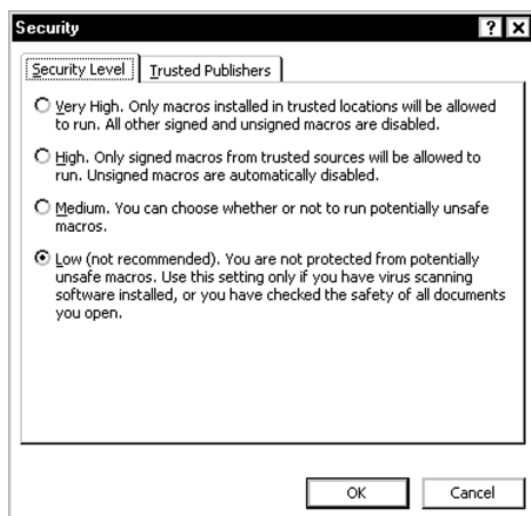 Security
Security Level Trusted Publishers
Very High. Only macros installed in trusted locations will be allowed
to run. All other signed and unsigned macros are disabled.
High. Only signed macros from trusted sources will be allowed to
run. Unsigned macros are automatically disabled.
Medium. You can choose whether or not to run potentially unsafe
macros.
Low (not recommended). You are not protected from potentially
unsafe macros. Use this setting only if you have virus scanning
software installed, or you have checked the safety of all documents
you open.
OK Cancel